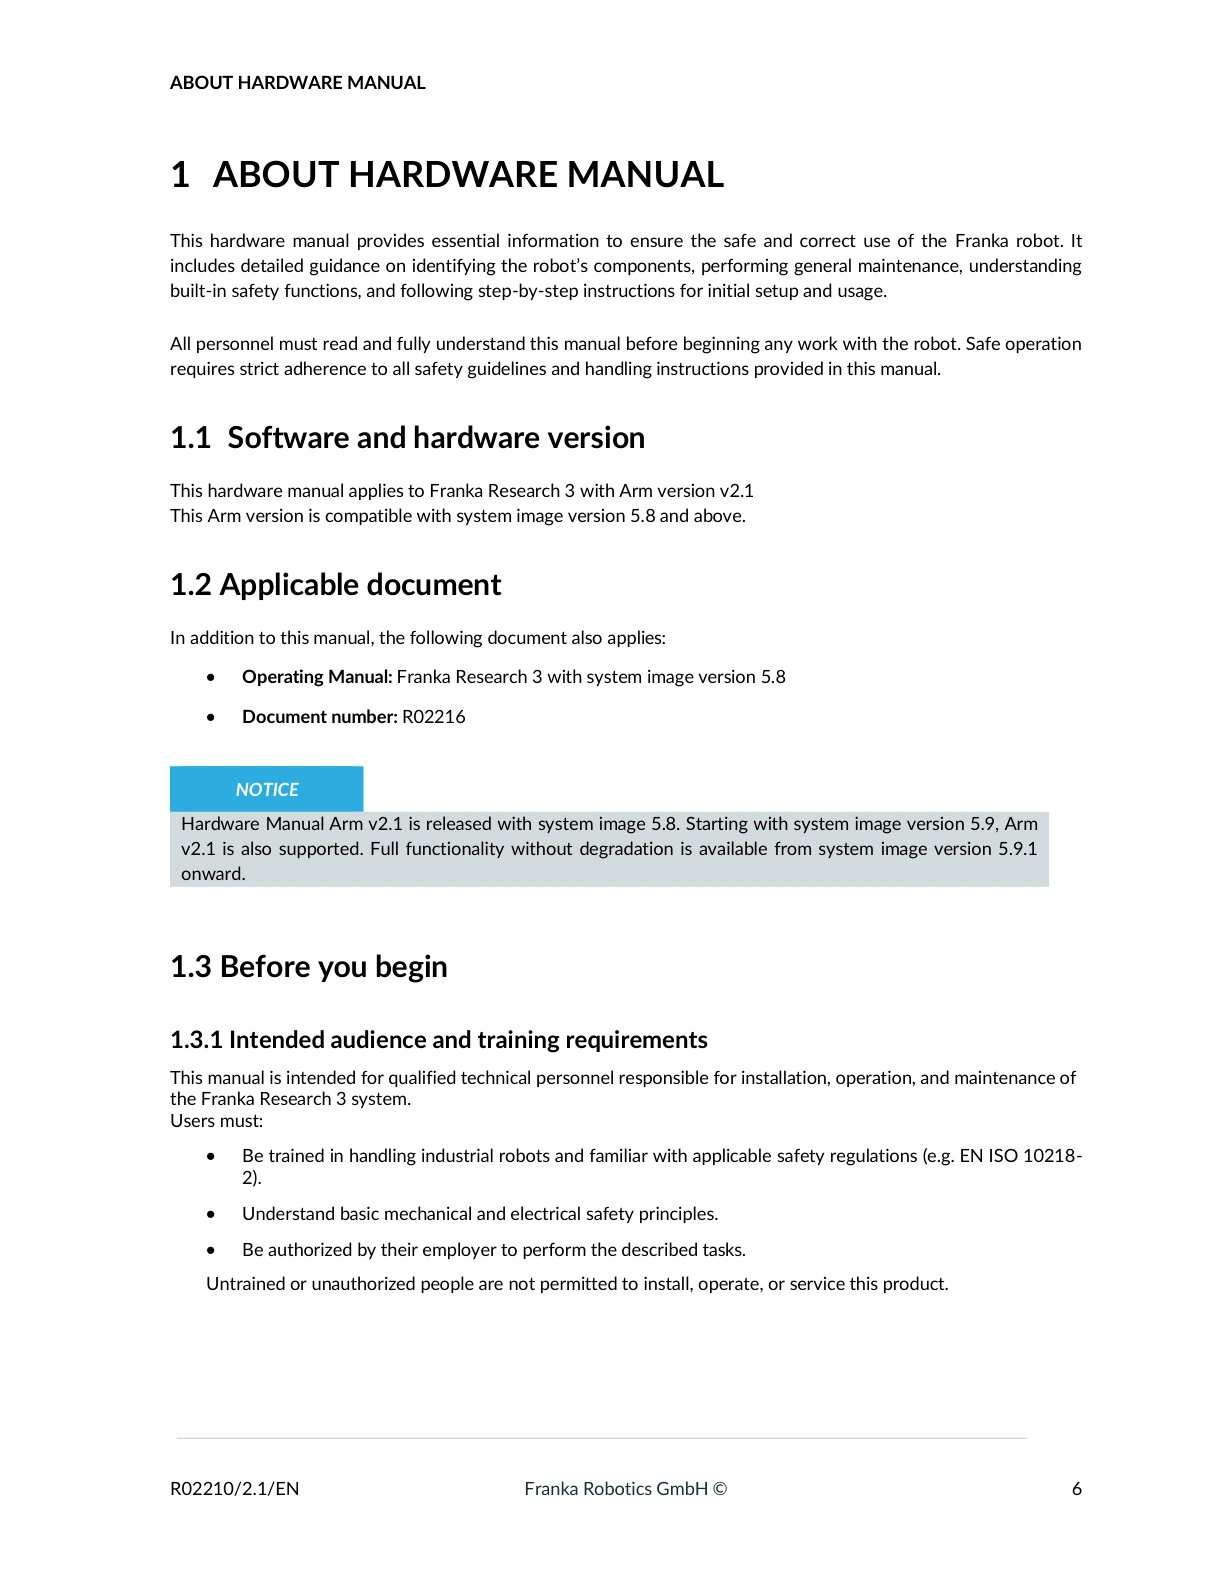 ABOUT HARDWARE MANUAL
1 ABOUT HARDWARE MANUAL
This hardware manual provides essential information to ensure the safe and correct use of the Franka robot. It
includes detailed guidance on identifying the robot’s components, performing general maintenance, understanding
built-in safety functions, and following step-by-step instructions for initial setup and usage.
All personnel must read and fully understand this manual before beginning any work with the robot. Safe operation
requires strict adherence to all safety guidelines and handling instructions provided in this manual.
1.1 Software and hardware version
This hardware manual applies to Franka Research 3 with Arm version v2.1
This Arm version is compatible with system image version 5.8 and above.
1.2 Applicable document
In addition to this manual, the following document also applies:
• Operating Manual: Franka Research 3 with system image version 5.8
• Document number: R02216
NOTICE
Hardware Manual Arm v2.1 is released with system image 5.8. Starting with system image version 5.9, Arm
v2.1 is also supported. Full functionality without degradation is available from system image version 5.9.1
onward.
1.3 Before you begin
1.3.1 Intended audience and training requirements
This manual is intended for qualified technical personnel responsible for installation, operation, and maintenance of
the Franka Research 3 system.
Users must:
• Be trained in handling industrial robots and familiar with applicable safety regulations (e.g. EN ISO 10218-
2).
• Understand basic mechanical and electrical safety principles.
• Be authorized by their employer to perform the described tasks.
Untrained or unauthorized people are not permitted to install, operate, or service this product.
R02210/2.1/EN Franka Robotics GmbH © 6